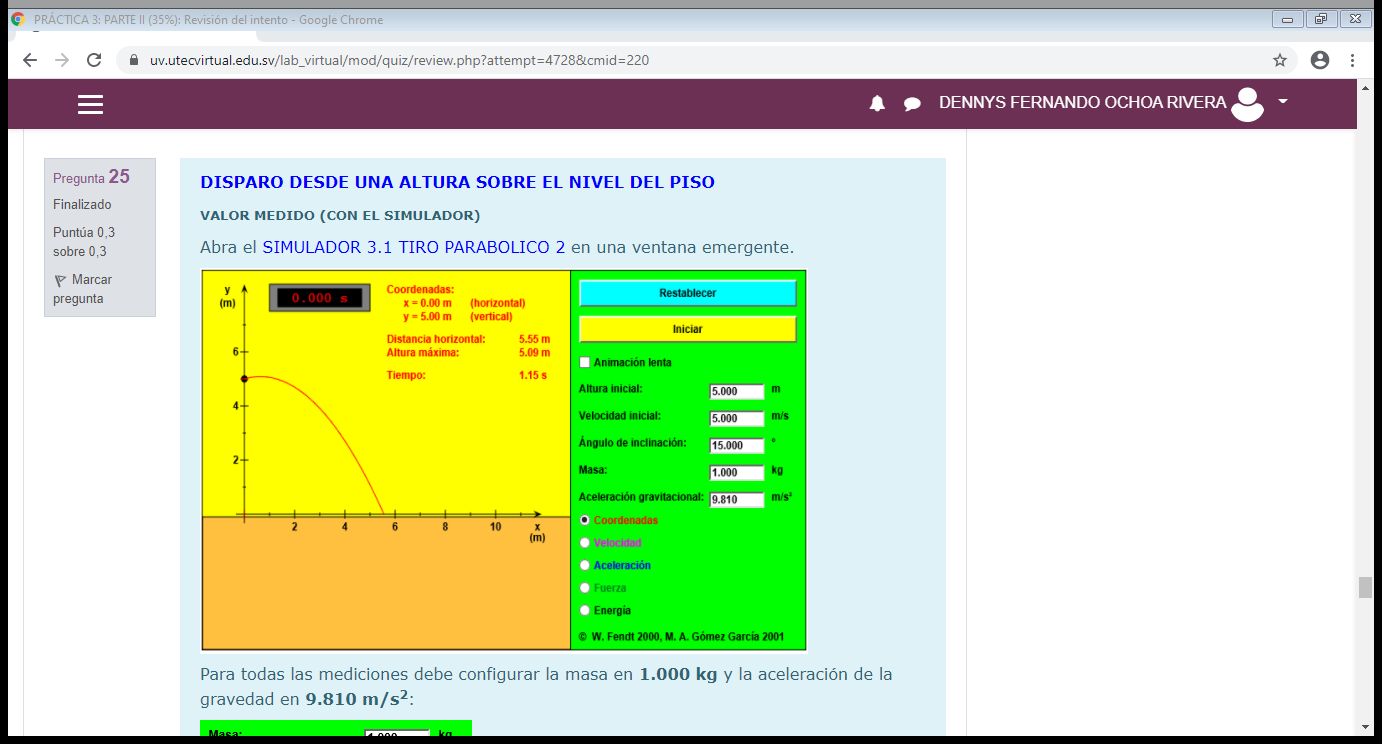 PRÁCTICA 3: PARTE II (35%): Revisión del intento - Google Chrome
uv.utecvirtual.edu.sv/lab_virtual/mod/quiz/review.php?attempt=4728&cmid=220
DENNYS FERNANDO OCHOA RIVERA
Pregunta 25
Finalizado
Puntúa 0,3
sobre 0,3
Marcar
pregunta
DISPARO DESDE UNA ALTURA SOBRE EL NIVEL DEL PISO
VALOR MEDIDO (CON EL SIMULADOR)
Abra el SIMULADOR 3.1 TIRO PARABOLICO 2 en una ventana emergente.
y
(m)
0.000 s
Coordenadas:
x = 0.00 m (horizontal)
y = 5.00 m (vertical)
Distancia horizontal: 5.55 m
Altura máxima: 5.09 m
Tiempo: 1.15 s
6
4
2
2 4 6 8 10 x
(m)
Restablecer
Iniciar
Animación lenta
Altura inicial: 5.000 m
Velocidad inicial: 5.000 m/s
Ángulo de inclinación: 15.000 °
Masa: 1.000 kg
Aceleración gravitacional: 9.810 m/s²
Coordenadas
Velocidad
Aceleración
Fuerza
Energía
© W. Fendt 2000, M. A. Gómez García 2001
Para todas las mediciones debe configurar la masa en 1.000 kg y la aceleración de la
gravedad en 9.810 m/s²:
Masa: 1.000 kg